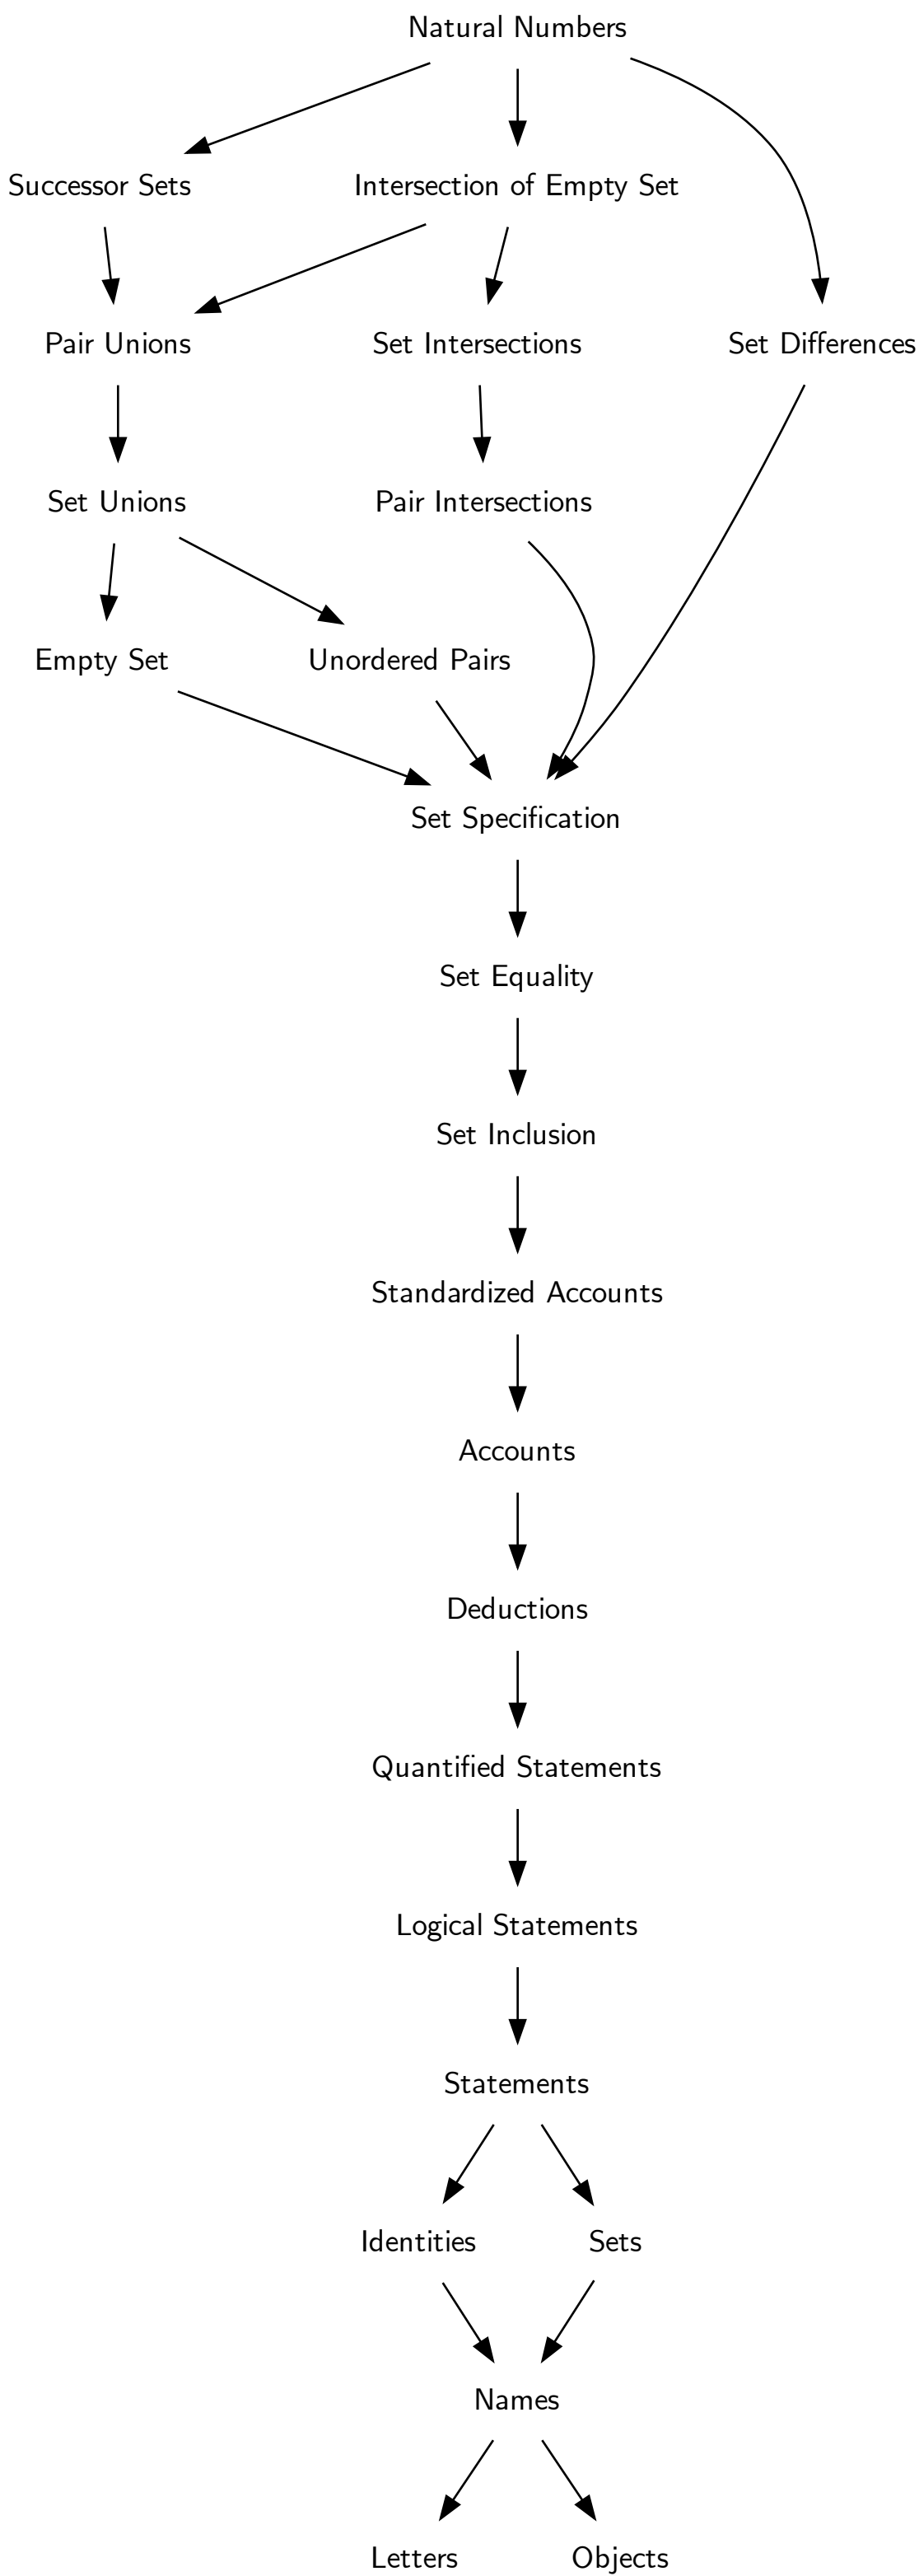 Natural Numbers
Successor Sets
Intersection of Empty Set
Pair Unions
Set Intersections
Set Differences
Set Unions
Pair Intersections
Empty Set
Unordered Pairs
Set Specification
Set Equality
Set Inclusion
Standardized Accounts
Accounts
Deductions
Quantified Statements
Logical Statements
Statements
Identities
Sets
Names
Letters
Objects